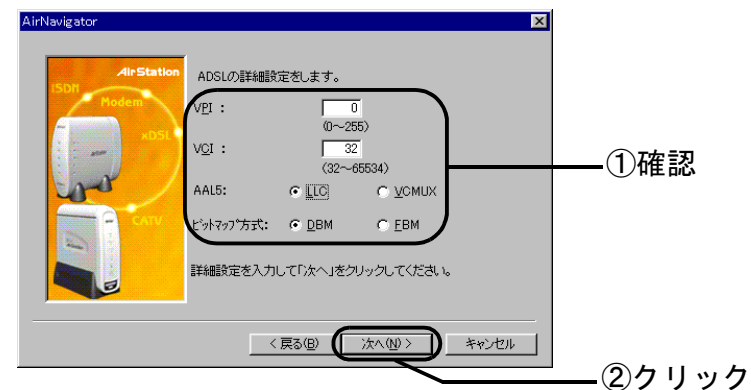 AirNavigator
AirStation
ISDN
Modem
xDSL
CATV
ADSLの詳細設定をします。
VPI : 0
(0～255)
VCI : 32
(32～65534)
AAL5: LLC VCMUX
ﾋﾞｯﾄﾏｯﾌﾟ方式: DBM FBM
詳細設定を入力して「次へ」をクリックしてください。
< 戻る(B) 次へ(N) > キャンセル
①確認
②クリック